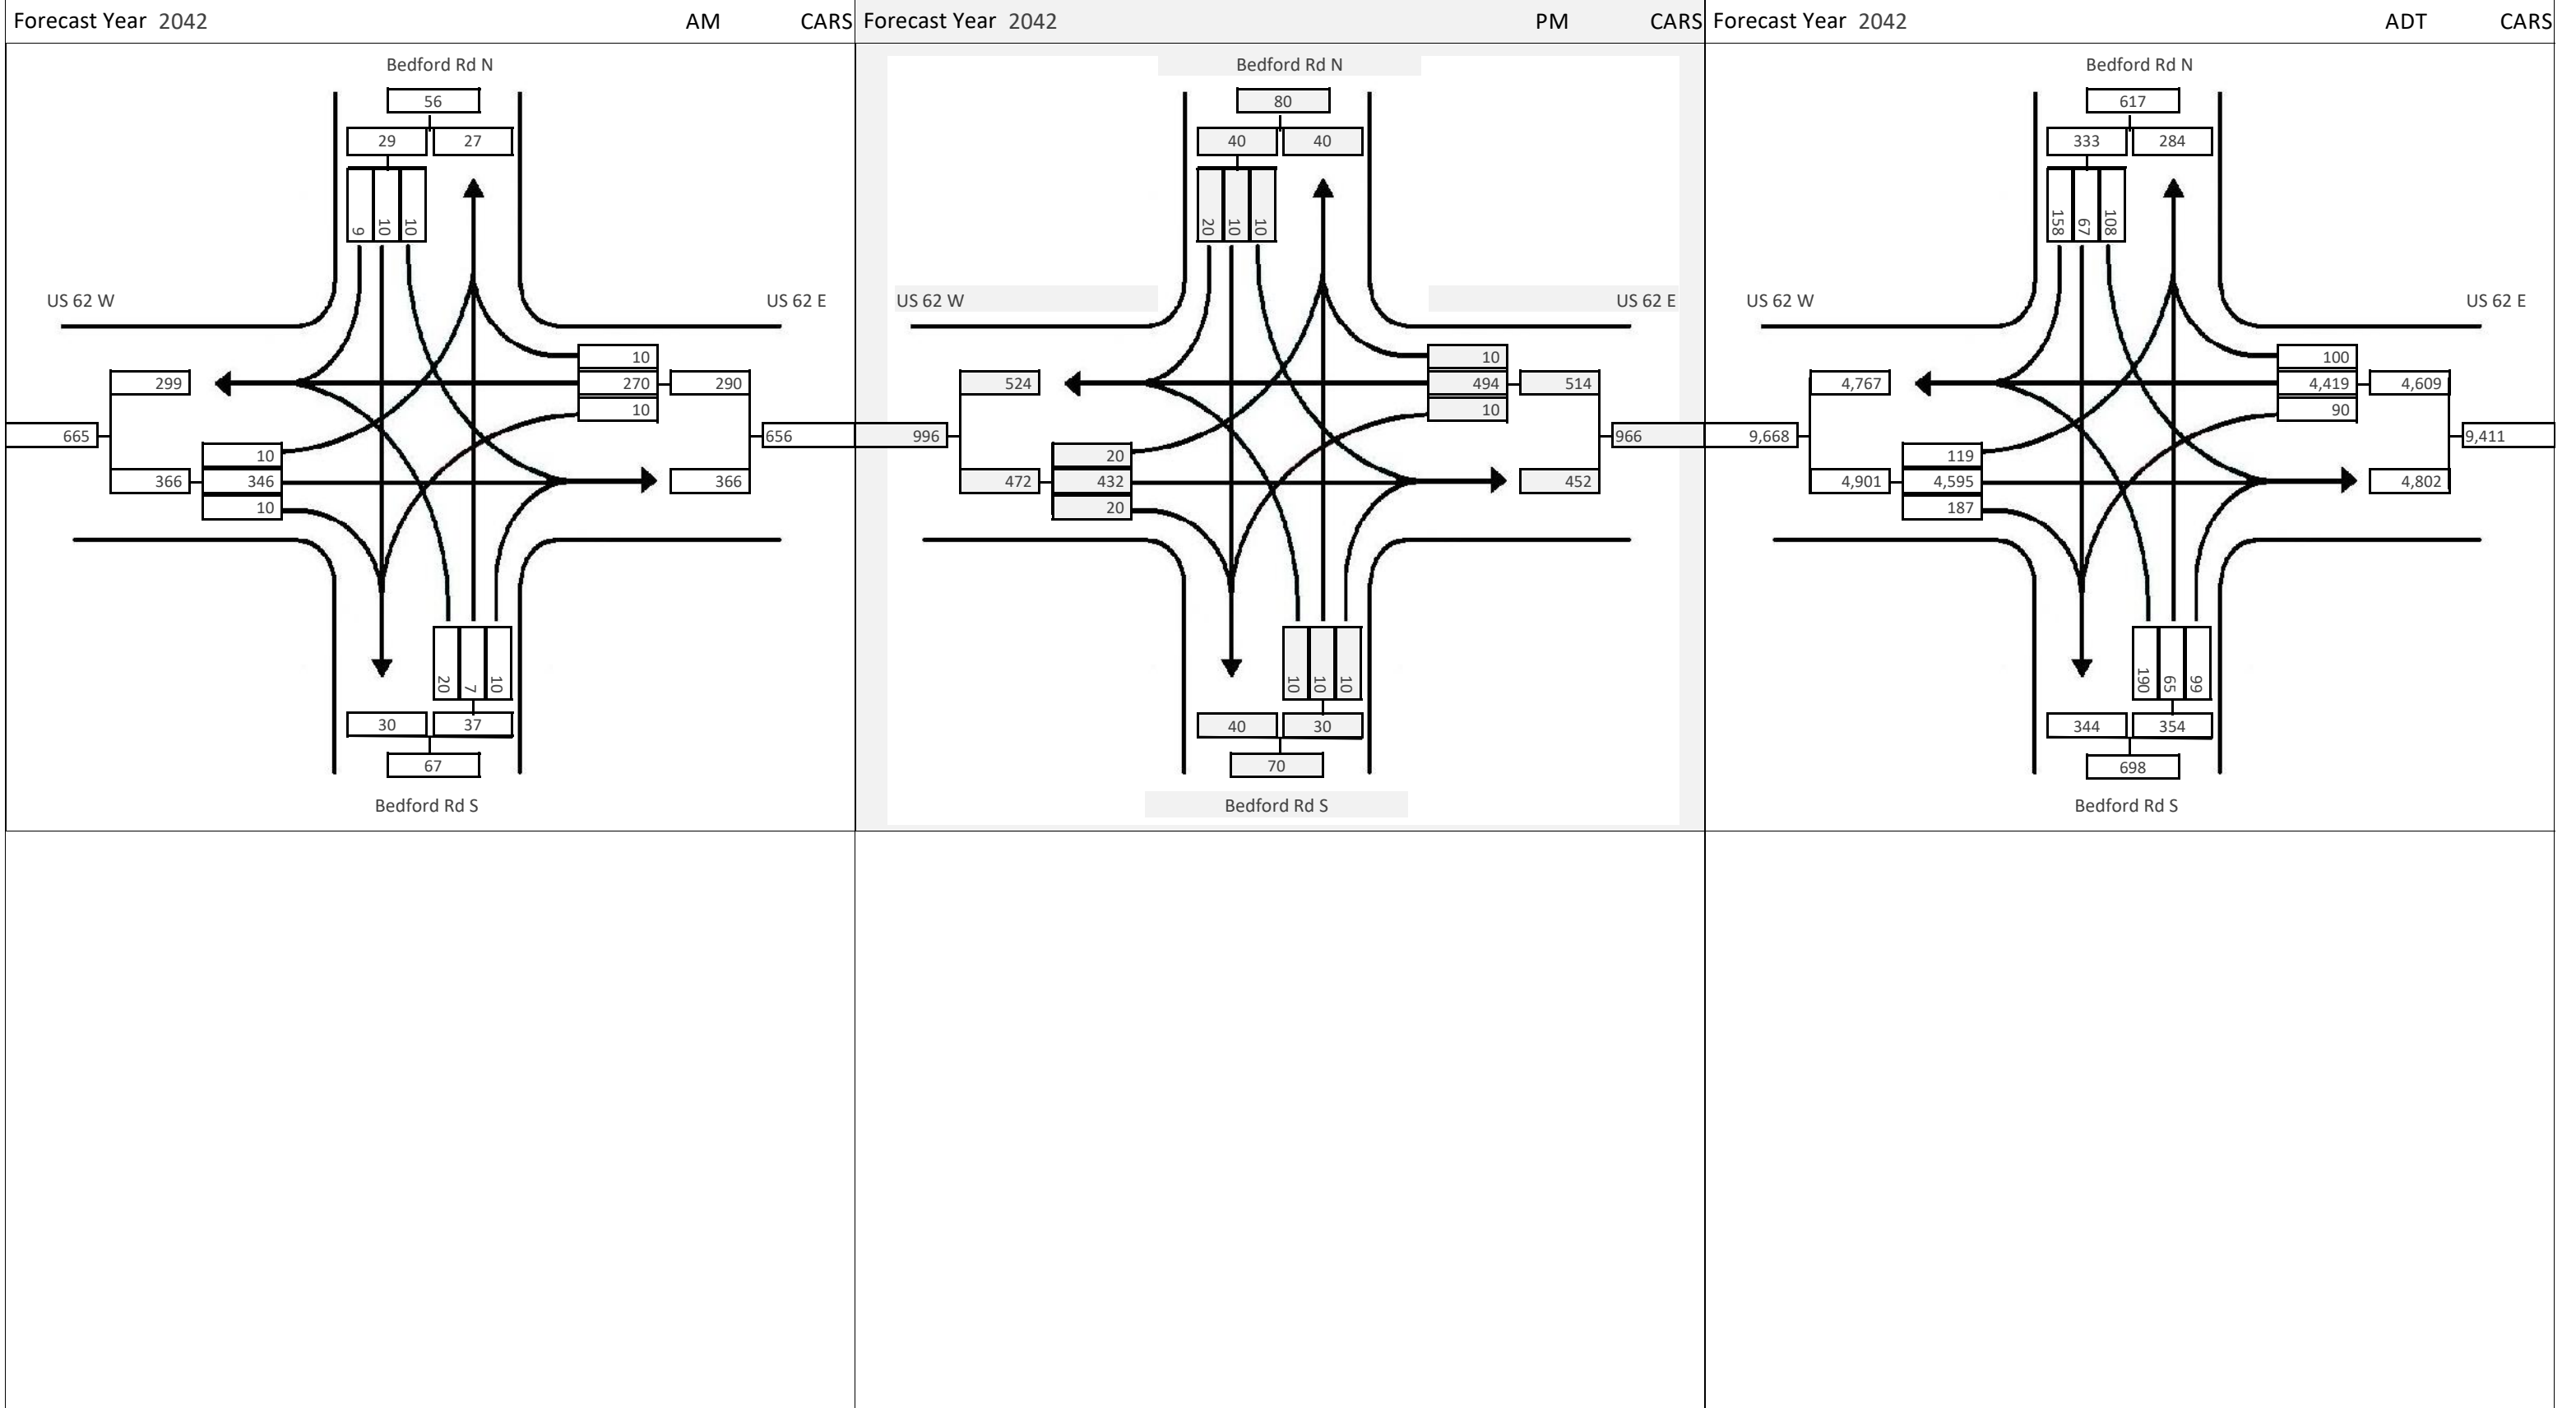 Forecast Year 2042 AM CARS
Bedford Rd N
56
29 27
9 10 10
US 62 W US 62 E
10
299 270 290
10
665 656
10
366 346 366
10
20 7 10
30 37
67
Bedford Rd S
Forecast Year 2042 PM CARS
Bedford Rd N
80
40 40
20 10 10
US 62 W US 62 E
10
524 494 514
10
996 966
20
472 432 452
20
10 10 10
40 30
70
Bedford Rd S
Forecast Year 2042 ADT CARS
Bedford Rd N
617
333 284
158 67 108
US 62 W US 62 E
100
4,767 4,419 4,609
90
9,668 9,411
119
4,901 4,595 4,802
187
190 65 99
344 354
698
Bedford Rd S